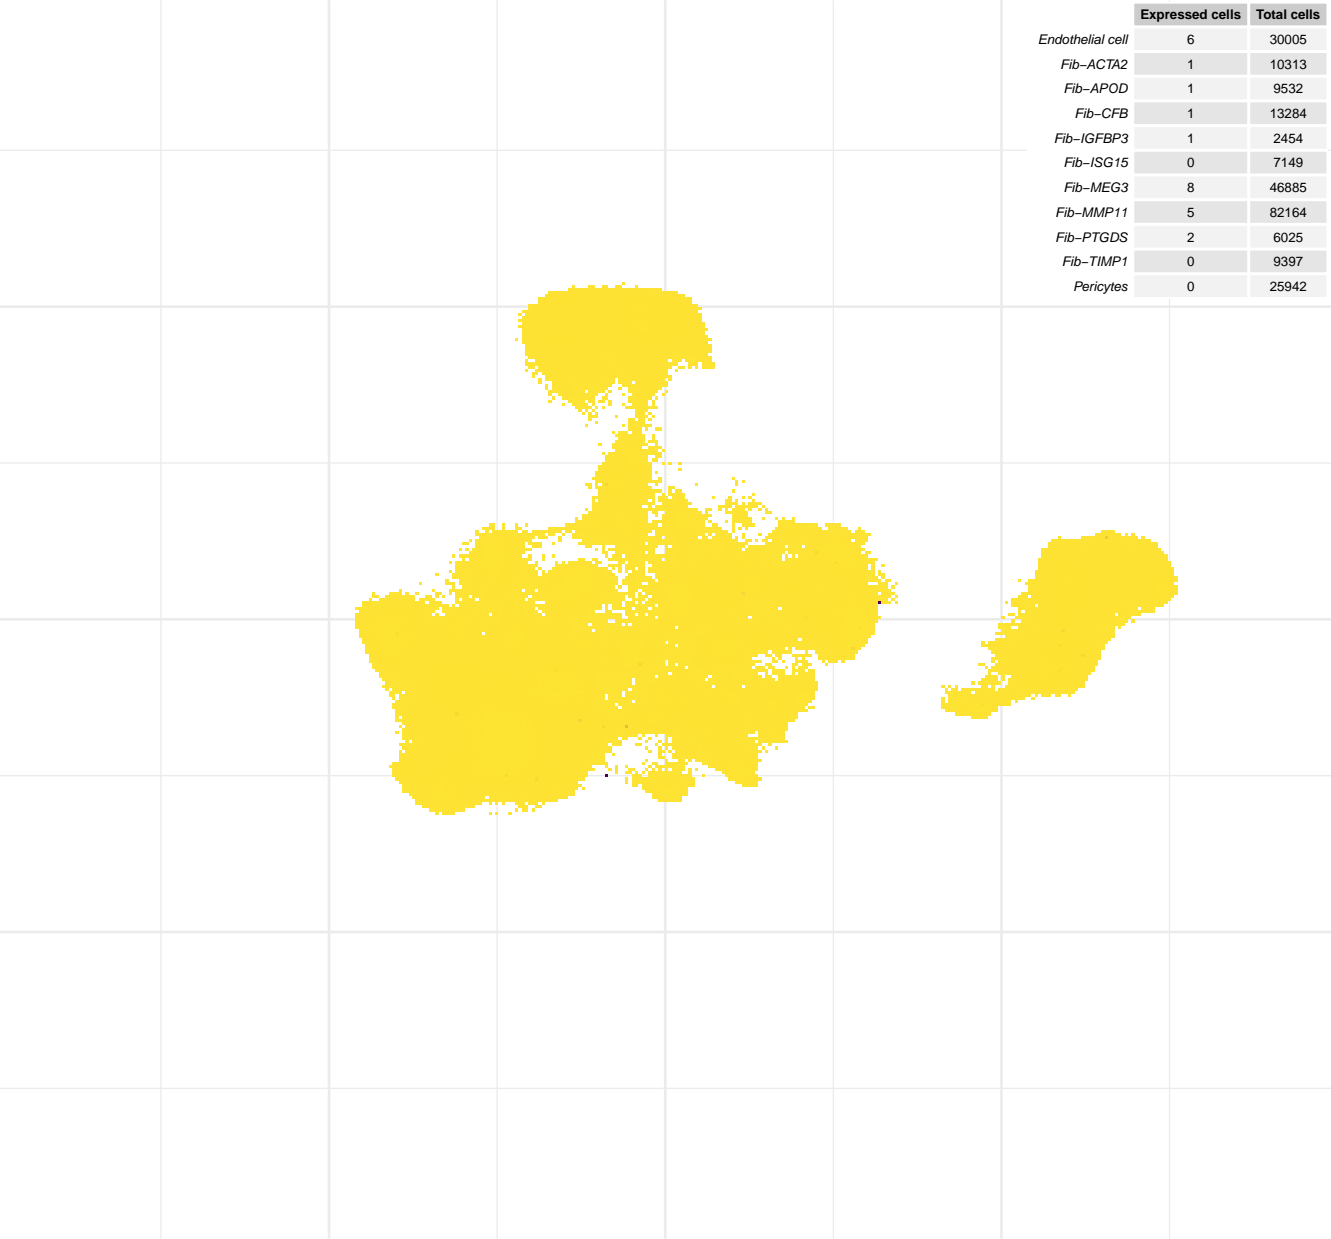 Expressed cells Total cells
Endothelial cell 6 30005
Fib−ACTA2 1 10313
Fib−APOD 1 9532
Fib−CFB 1 13284
Fib−IGFBP3 1 2454
Fib−ISG15 0 7149
Fib−MEG3 8 46885
Fib−MMP11 5 82164
Fib−PTGDS 2 6025
Fib−TIMP1 0 9397
Pericytes 0 25942